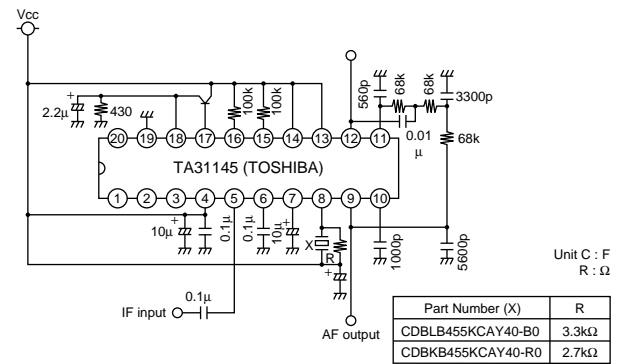 Vcc
+
2.2μ
430
100k
100k
560p
68k
68k
3300p
0.01
μ
68k
20 19 18 17 16 15 14 13 12 11
TA31145 (TOSHIBA)
1 2 3 4 5 6 7 8 9 10
+
10μ
0.1μ
0.1μ
10μ
+
X
R
+
1000p
5600p
Unit C : F
R : Ω
0.1μ
IF input
AF output
Part Number (X) R
CDBLB455KCAY40-B0 3.3kΩ
CDBKB455KCAY40-R0 2.7kΩ